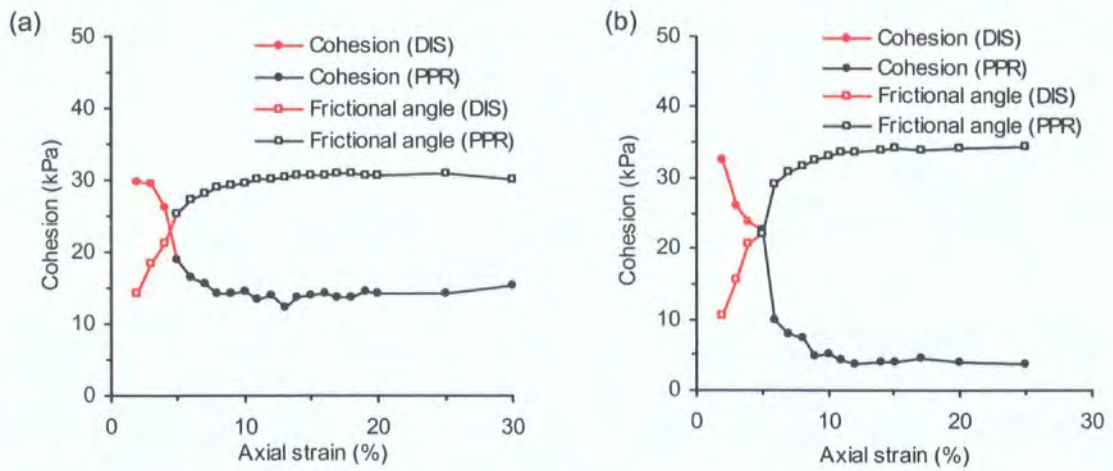 (a)
50
40
30
20
10
0
Cohesion (kPa)
Cohesion (DIS)
Cohesion (PPR)
Frictional angle (DIS)
Frictional angle (PPR)
0 10 20 30
Axial strain (%)
(b)
50
40
30
20
10
0
Cohesion (kPa)
Cohesion (DIS)
Cohesion (PPR)
Frictional angle (DIS)
Frictional angle (PPR)
0 10 20 30
Axial strain (%)